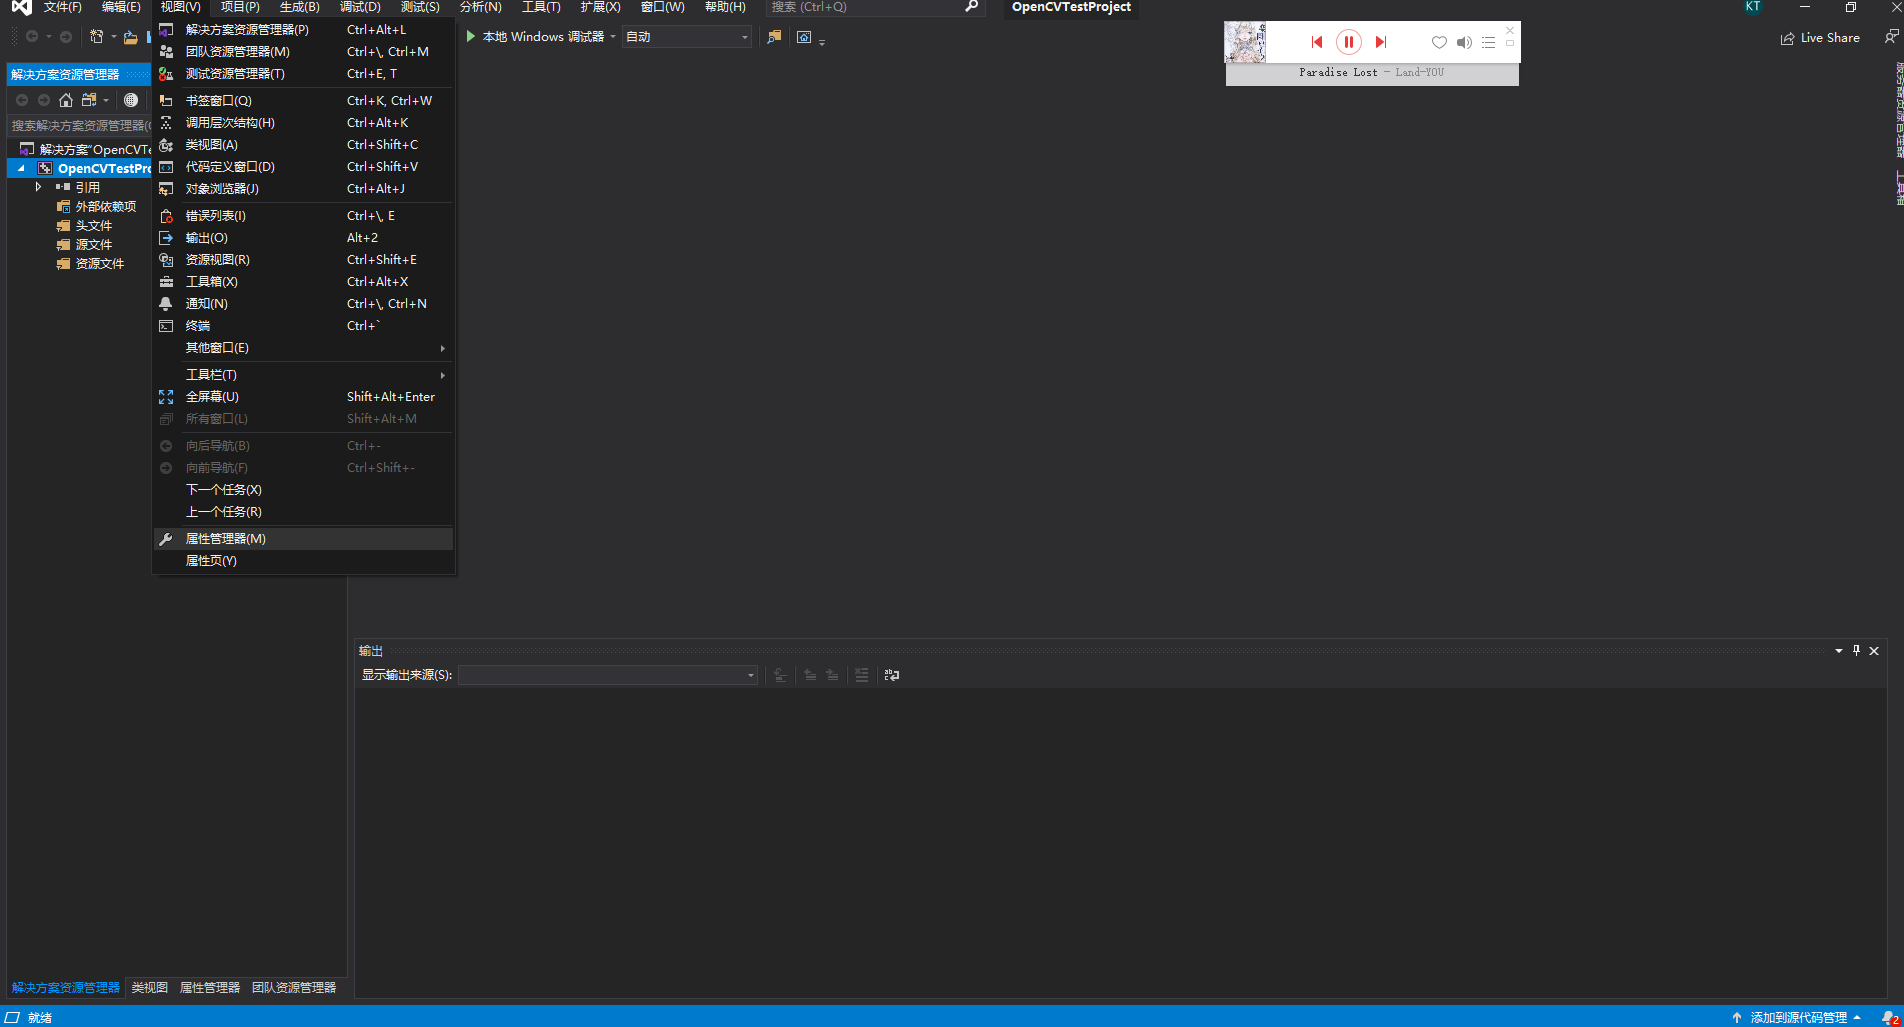 文件(F) 编辑(E) 视图(V) 项目(P) 生成(B) 调试(D) 测试(S) 分析(N) 工具(T) 扩展(X) 窗口(W) 帮助(H) 搜索 (Ctrl+Q) OpenCVTestProject KT
本地 Windows 调试器 自动
Live Share
Paradise Lost - Land-YOU
服务器资源管理器
工具箱
解决方案资源管理器
搜索解决方案资源管理器(
解决方案"OpenCVTe
OpenCVTestPro
引用
外部依赖项
头文件
源文件
资源文件
解决方案资源管理器(P) Ctrl+Alt+L
团队资源管理器(M) Ctrl+\, Ctrl+M
测试资源管理器(T) Ctrl+E, T
书签窗口(Q) Ctrl+K, Ctrl+W
调用层次结构(H) Ctrl+Alt+K
类视图(A) Ctrl+Shift+C
代码定义窗口(D) Ctrl+Shift+V
对象浏览器(J) Ctrl+Alt+J
错误列表(I) Ctrl+\, E
输出(O) Alt+2
资源视图(R) Ctrl+Shift+E
工具箱(X) Ctrl+Alt+X
通知(N) Ctrl+\, Ctrl+N
终端 Ctrl+`
其他窗口(E)
工具栏(T)
全屏幕(U) Shift+Alt+Enter
所有窗口(L) Shift+Alt+M
向后导航(B) Ctrl+-
向前导航(F) Ctrl+Shift+-
下一个任务(X)
上一个任务(R)
属性管理器(M)
属性页(Y)
输出
显示输出来源(S):
解决方案资源管理器 类视图 属性管理器 团队资源管理器
就绪 添加到源代码管理 2